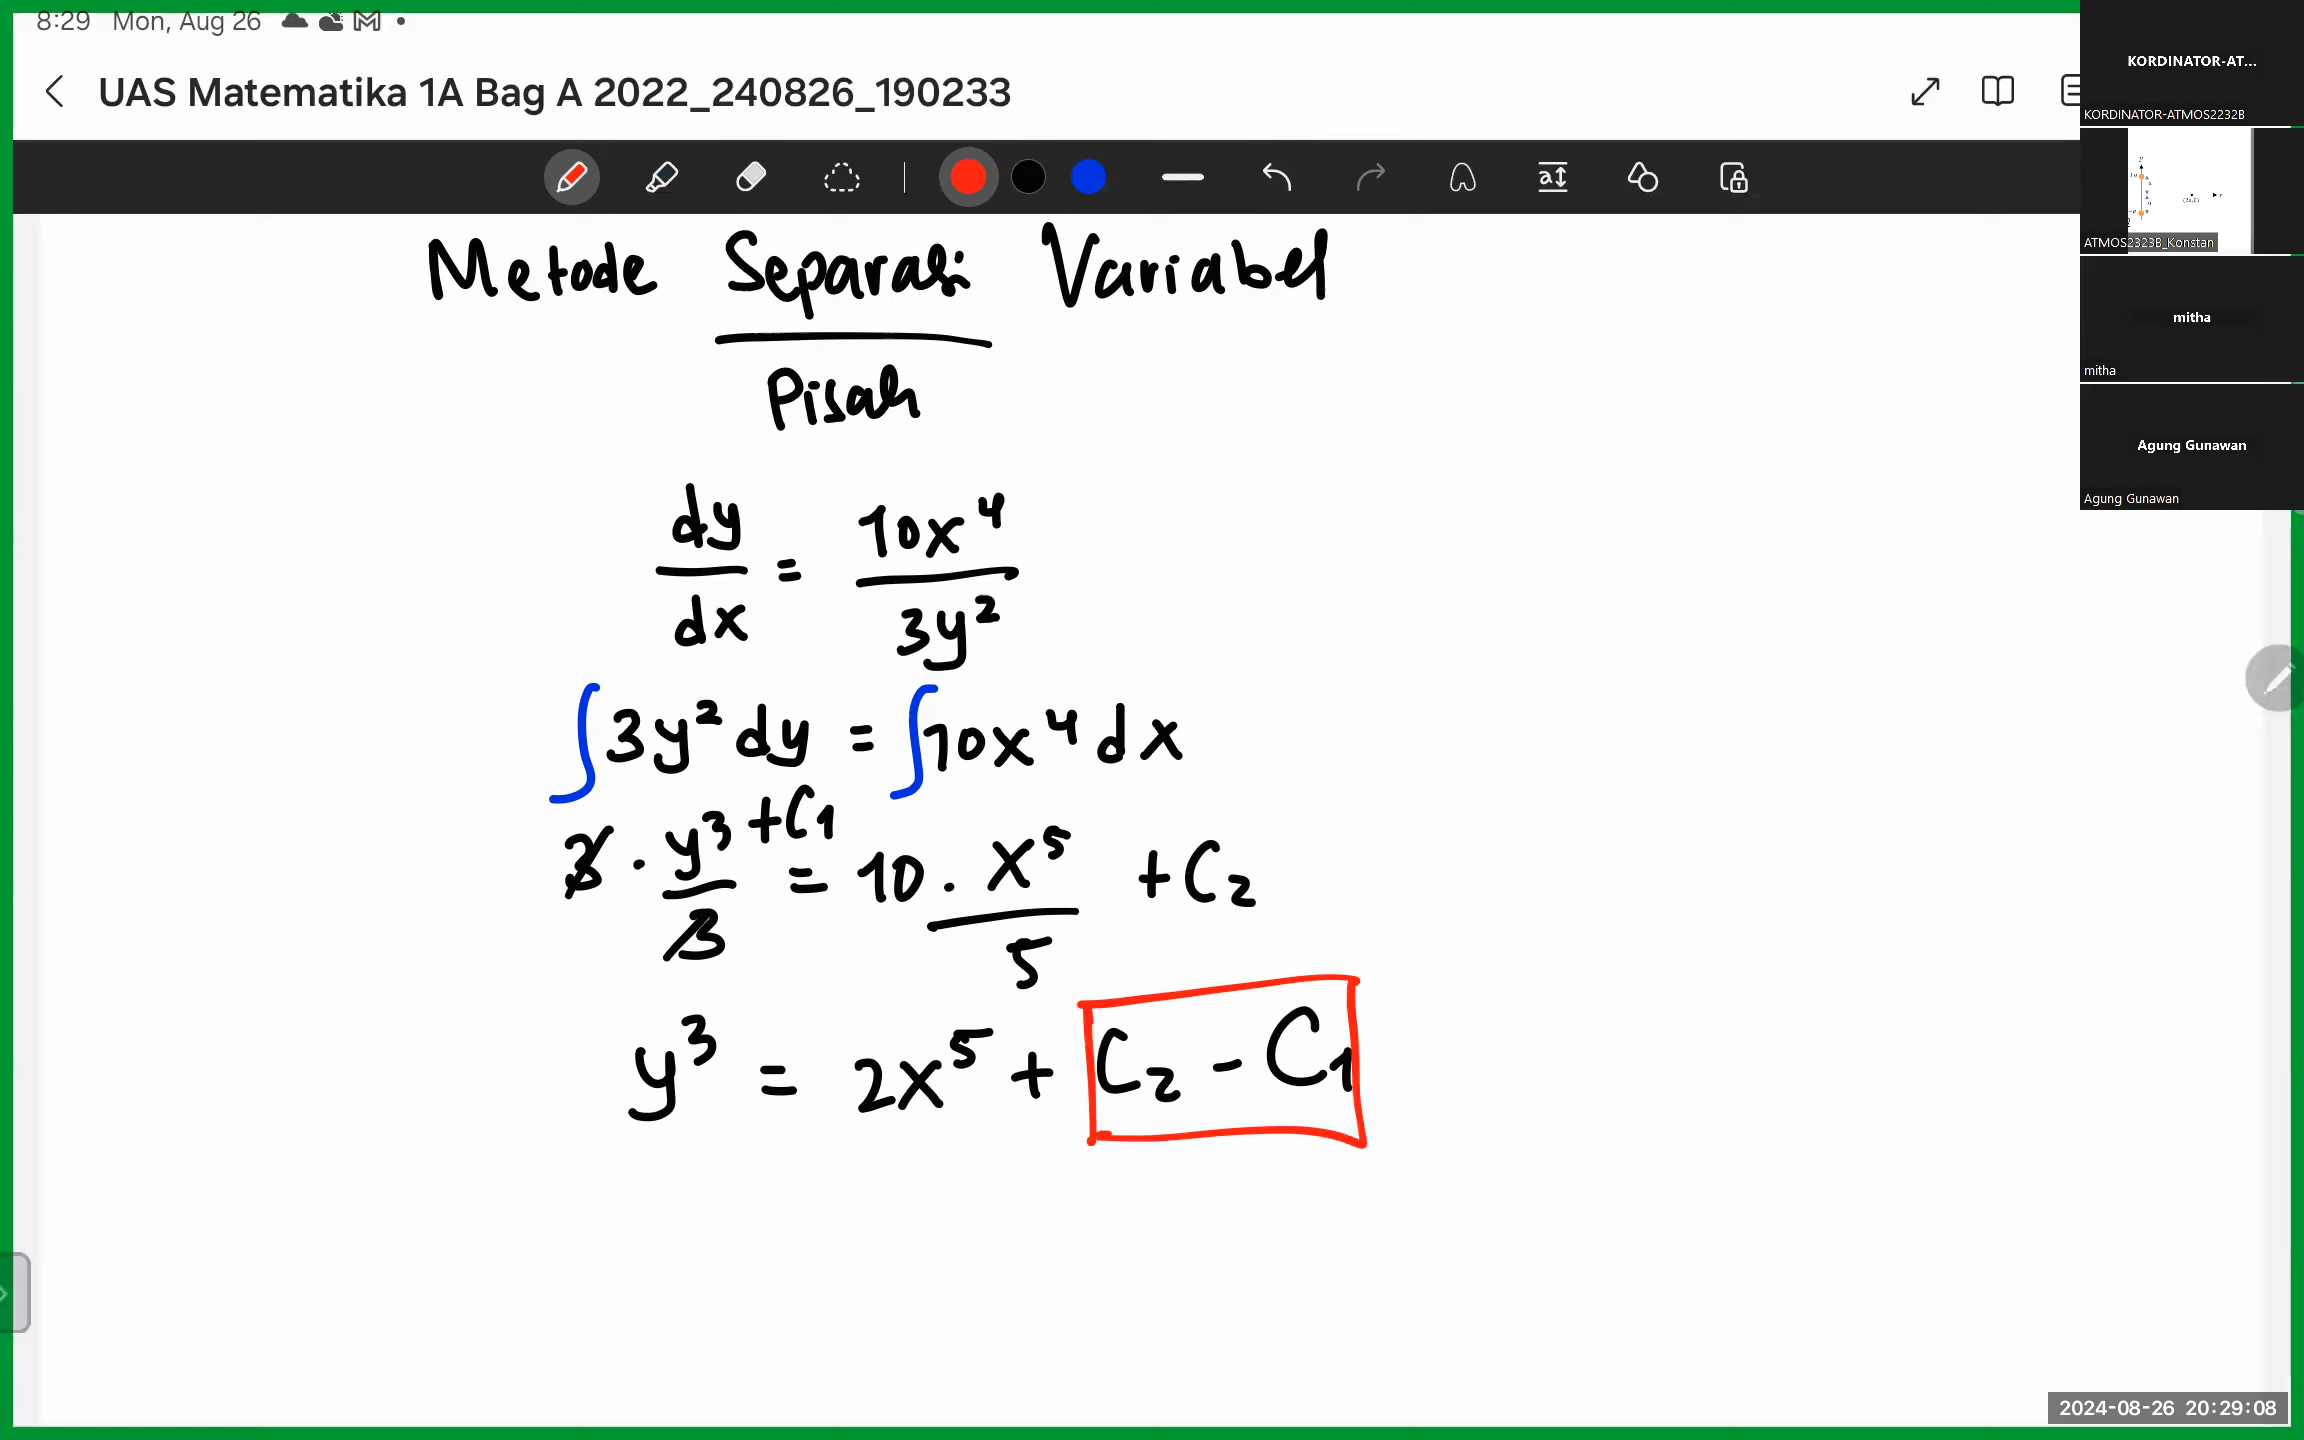 8:29 Mon, Aug 26
UAS Matematika 1A Bag A 2022_240826_190233
KORDINATOR-AT...
KORDINATOR-ATMOS2232B
ATMOS2323B_Konstan
mitha
mitha
Agung Gunawan
Agung Gunawan
Metode Separasi Variabel
Pisah
dy/dx = 10x⁴/3y²
∫3y² dy = ∫10x⁴ dx
3 · y³/3 + C₁ = 10 · x⁵/5 + C₂
y³ = 2x⁵ + C₂ - C₁
2024-08-26 20:29:08